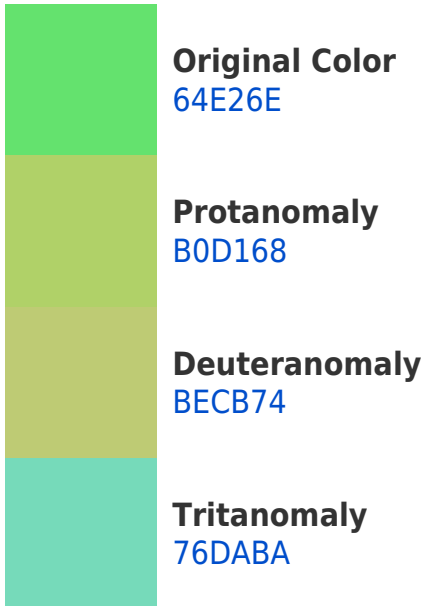 Original Color
64E26E
Protanomaly
B0D168
Deuteranomaly
BECB74
Tritanomaly
76DABA